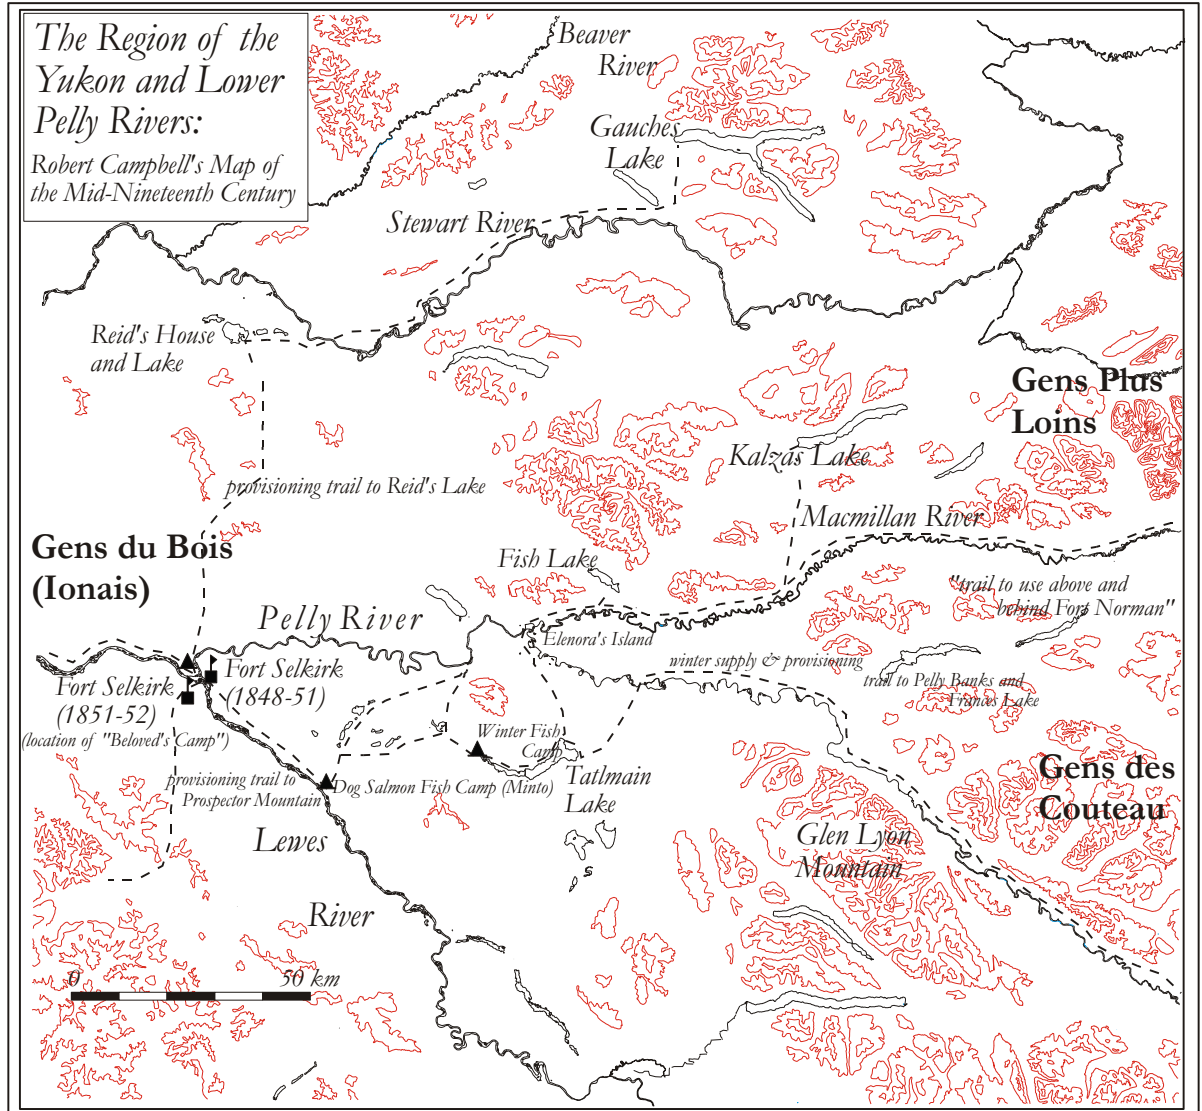 The Region of the
Yukon and Lower
Pelly Rivers:
Robert Campbell's Map of
the Mid-Nineteenth Century
Beaver
River
Gauches
Lake
Stewart River
Reid's House
and Lake
Gens Plus
Loins
Kalzas Lake
provisioning trail to Reid's Lake
Macmillan River
Gens du Bois
(Ionais)
Fish Lake
"trail to use above and
behind Fort Norman"
Pelly River
Elenora's Island
winter supply & provisioning
trail to Pelly Banks and
Frances Lake
Fort Selkirk
(1848-51)
Fort Selkirk
(1851-52)
(location of "Beloved's Camp")
Winter Fish
Camp
Tatlmain
Lake
provisioning trail to
Prospector Mountain
Dog Salmon Fish Camp (Minto)
Gens des
Couteau
Glen Lyon
Mountain
Lewes
River
0 50 km